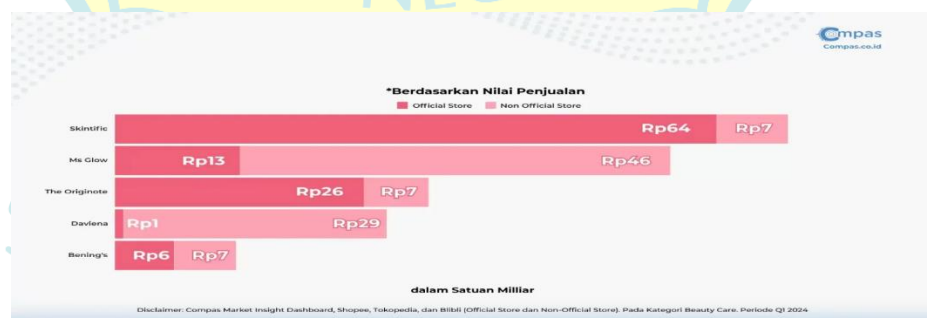 Compas
Compas.co.id
*Berdasarkan Nilai Penjualan
Official Store Non Official Store
Skintific Rp64 Rp7
Ms Glow Rp13 Rp46
The Originote Rp26 Rp7
Daviena Rp1 Rp29
Bening's Rp6 Rp7
dalam Satuan Milliar
Disclaimer: Compas Market Insight Dashboard, Shopee, Tokopedia, dan Blibli (Official Store dan Non-Official Store). Pada Kategori Beauty Care. Periode Q1 2024